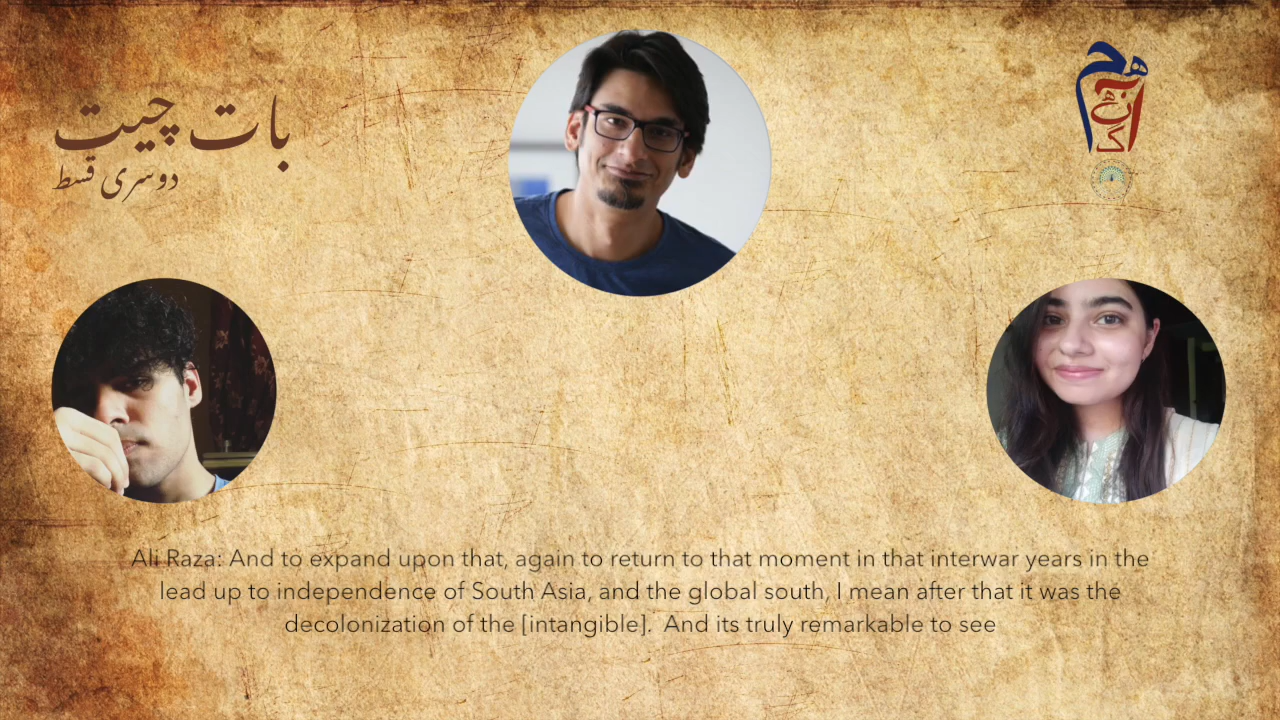 بات چیت
دوسری قسط
Ali Raza: And to expand upon that, again to return to that moment in that interwar years in the
lead up to independence of South Asia, and the global south, I mean after that it was the
decolonization of the [intangible].  And its truly remarkable to see